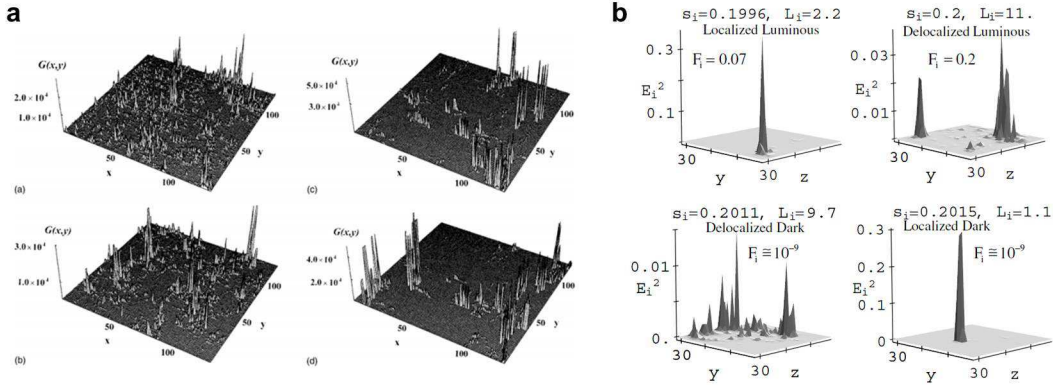 a
G(x,y)
2.0×10⁴
1.0×10⁴
50
100
x
50
100
y
(a)
G(x,y)
5.0×10⁴
3.0×10⁴
50
100
x
50
100
y
(c)
G(x,y)
3.0×10⁴
1.0×10⁴
50
100
x
50
100
y
(b)
G(x,y)
4.0×10⁴
2.0×10⁴
50
100
x
50
100
y
(d)
b
si=0.1996, Li=2.2
Localized Luminous
Fi = 0.07
0.3
Ei²
0.1
30
y
30
z
si=0.2, Li=11.
Delocalized Luminous
Fi = 0.2
0.03
Ei²
0.01
30
y
30
z
si=0.2011, Li=9.7
Delocalized Dark
Fi≅10⁻⁹
0.01
Ei²
0.
30
y
30
z
si=0.2015, Li=1.1
Localized Dark
Fi≅10⁻⁹
0.3
0.2
Ei²
0.1
0
30
y
30
z